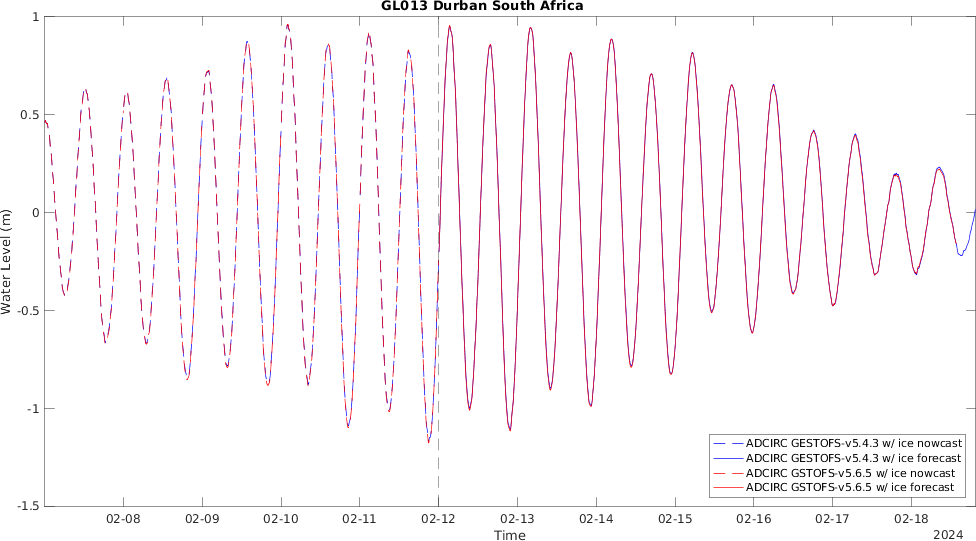 GL013 Durban South Africa
Water Level (m)
1
0.5
0
-0.5
-1
-1.5
ADCIRC GESTOFS-v5.4.3 w/ ice nowcast
ADCIRC GESTOFS-v5.4.3 w/ ice forecast
ADCIRC GSTOFS-v5.6.5 w/ ice nowcast
ADCIRC GSTOFS-v5.6.5 w/ ice forecast
02-08 02-09 02-10 02-11 02-12 02-13 02-14 02-15 02-16 02-17 02-18
Time
2024